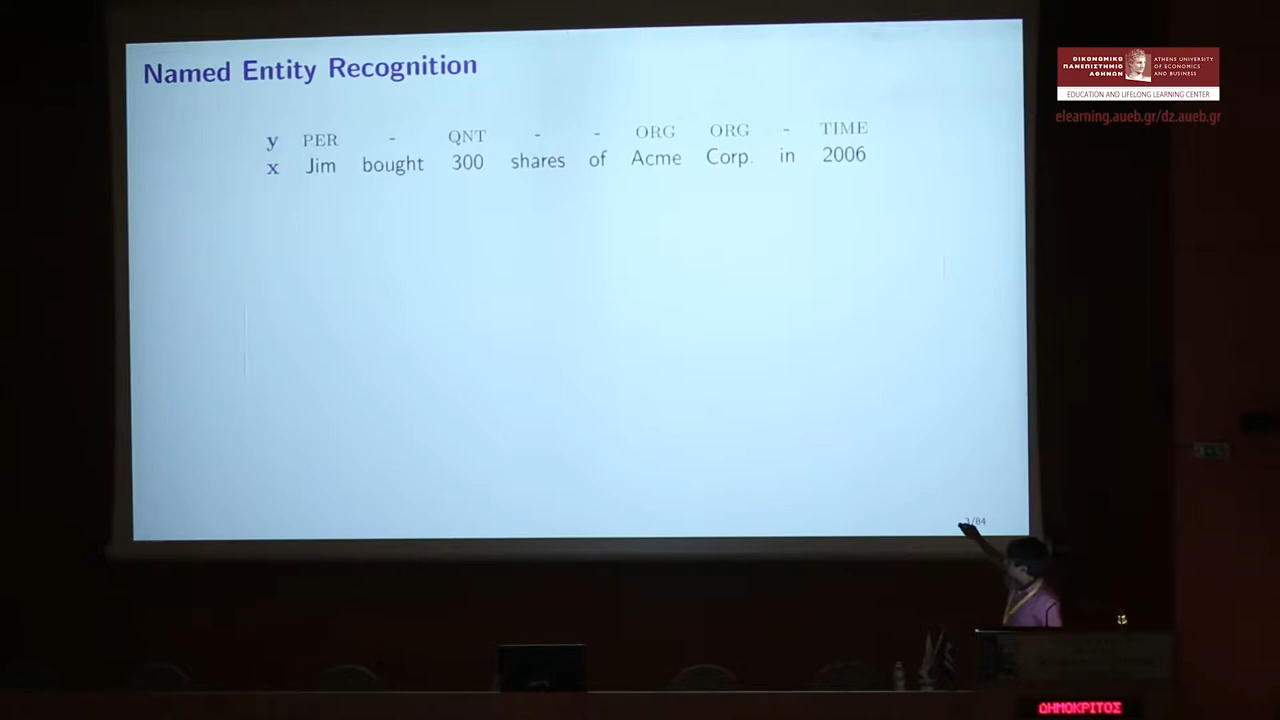 Named Entity Recognition
y PER - QNT - - ORG ORG - TIME
x Jim bought 300 shares of Acme Corp. in 2006
/84
ΟΙΚΟΝΟΜΙΚΟ
ΠΑΝΕΠΙΣΤΗΜΙΟ
ΑΘΗΝΩΝ
ATHENS UNIVERSITY
OF ECONOMICS
AND BUSINESS
EDUCATION AND LIFELONG LEARNING CENTER
elearning.aueb.gr/dz.aueb.gr
ΔΗΜΟΚΡΙΤΟΣ